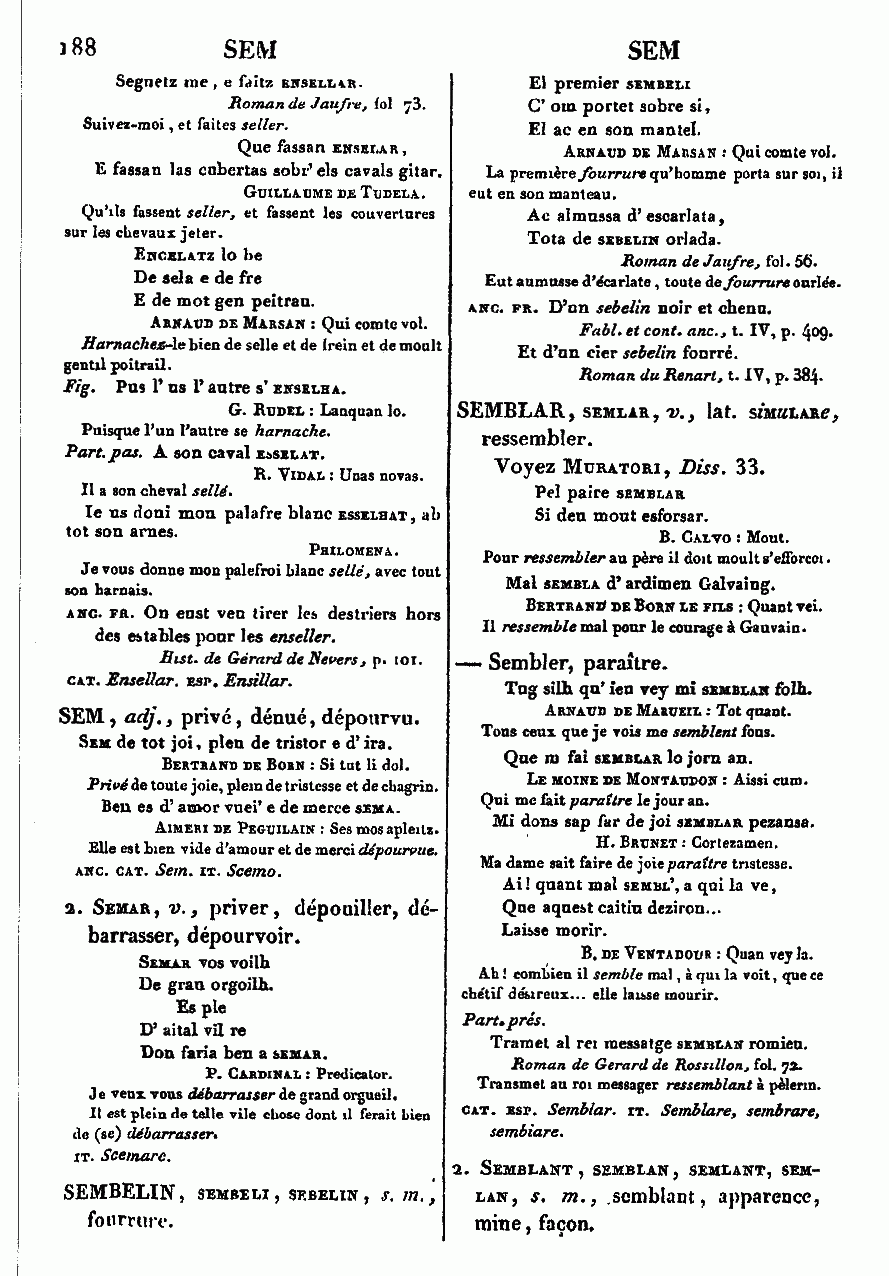 188 SEM SEM
Segnetz me, e faitz ENSELLAR.
Roman de Jaufre, fol 73.
Suivez-moi, et faites seller.
Que fassan ENSELAR,
E fassan las cubertas sobr' els cavals gitar.
GUILLAUME DE TUDELA.
Qu'ils fassent seller, et fassent les couvertures
sur les chevaux jeter.
ENCELATZ lo be
De sela e de fre
E de mot gen peitrau.
ARNAUD DE MARSAN : Qui comte vol.
Harnachez-le bien de selle et de frein et de moult
gentil poitrail.
Fig. Pus l' us l' autre s' ENSELHA.
G. RUDEL : Lanquan lo.
Puisque l'un l'autre se harnache.
Part. pas. A son caval ESSELAT.
R. VIDAL : Unas novas.
Il a son cheval sellé.
Ie us doni mon palafre blanc ESSELHAT, ab
tot son arnes.
PHILOMENA.
Je vous donne mon palefroi blanc sellé, avec tout
son harnais.
ANC. FR. On eust veu tirer les destriers hors
des estables pour les enseller.
Hist. de Gérard de Nevers, p. 101.
CAT. Ensellar. ESP. Ensillar.
SEM, adj., privé, dénué, dépourvu.
SEM de tot joi, plen de tristor e d' ira.
BERTRAND DE BORN : Si tut li dol.
Privé de toute joie, plein de tristesse et de chagrin.
Ben es d' amor vuei' e de merce SEMA.
AIMERI DE PEGUILAIN : Ses mos apleitz.
Elle est bien vide d'amour et de merci dépourvue.
ANC. CAT. Sem. IT. Scemo.
2. SEMAR, v., priver, dépouiller, dé-
barrasser, dépourvoir.
SEMAR vos voilh
De gran orgoilh.
Es ple
D' aital vil re
Don faria ben a SEMAR.
P. CARDINAL : Predicator.
Je veux vous débarrasser de grand orgueil.
Il est plein de telle vile chose dont il ferait bien
de (se) débarrasser.
IT. Scemare.
SEMBELIN, SEMBELI, SEBELIN, s. m.,
fourrure.
El premier SEMBELI
C' om portet sobre si,
El ac en son mantel.
ARNAUD DE MARSAN : Qui comte vol.
La première fourrure qu'homme porta sur soi, il
eut en son manteau.
Ac almussa d' escarlata,
Tota de SEBELIN orlada.
Roman de Jaufre, fol. 56.
Eut aumusse d'écarlate, toute de fourrure ourlée.
ANC. FR. D'un sebelin noir et chenu.
Fabl. et cont. anc., t. IV, p. 409.
Et d'un cier sebelin fourré.
Roman du Renart, t. IV, p. 384.
SEMBLAR, SEMLAR, v., lat. SIMULARe,
ressembler.
Voyez MURATORI, Diss. 33.
Pel paire SEMBLAR
Si deu mout esforsar.
B. CALVO : Mout.
Pour ressembler au père il doit moult s'efforcer.
Mal SEMBLA d' ardimen Galvaing.
BERTRAND DE BORN LE FILS : Quant vei.
Il ressemble mal pour le courage à Gauvain.
— Sembler, paraître.
Tug silh qu' ieu vey mi SEMBLAN folh.
ARNAUD DE MARUEIL : Tot quant.
Tous ceux que je vois me semblent fous.
Que m fai SEMBLAR lo jorn an.
LE MOINE DE MONTAUDON : Aissi cum.
Qui me fait paraître le jour an.
Mi dons sap far de joi SEMBLAR pezansa.
H. BRUNET : Cortezamen.
Ma dame sait faire de joie paraître tristesse.
Ai! quant mal SEMBL', a qui la ve,
Que aquest caitiu deziron...
Laisse morir.
B. DE VENTADOUR : Quan vey la.
Ah! combien il semble mal, à qui la voit, que ce
chétif désireux... elle laisse mourir.
Part. prés.
Tramet al rei messatge SEMBLAN romieu.
Roman de Gerard de Rossillon, fol. 72.
Transmet au roi messager ressemblant à pèlerin.
CAT. ESP. Semblar. IT. Semblare, sembrare,
sembiare.
2. SEMBLANT, SEMBLAN, SEMLANT, SEM-
LAN, s. m., semblant, apparence,
mine, façon.